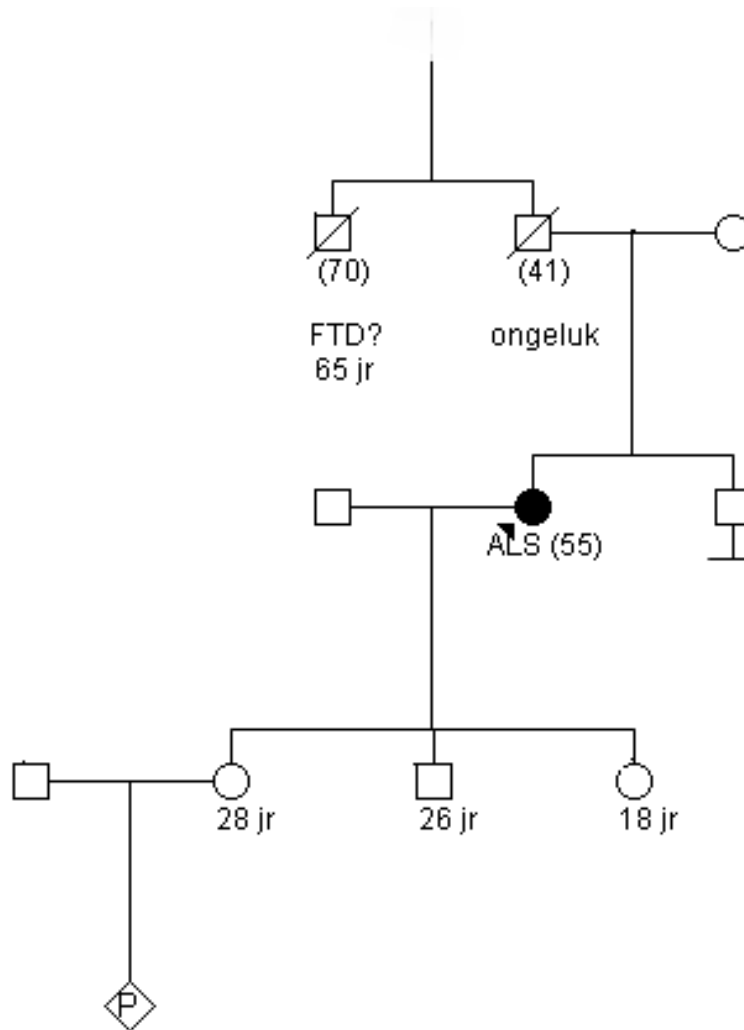 (70)
(41)
FTD?
65 jr
ongeluk
ALS (55)
28 jr
26 jr
18 jr
P